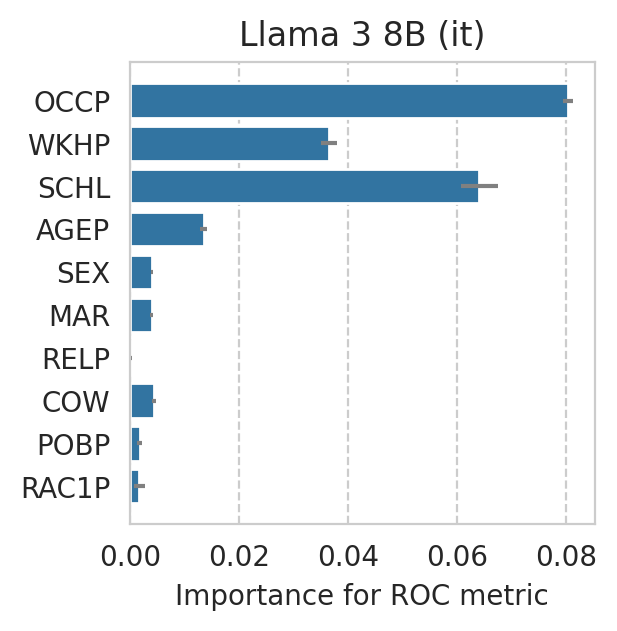 Llama 3 8B (it)
OCCP
WKHP
SCHL
AGEP
SEX
MAR
RELP
COW
POBP
RAC1P
0.00 0.02 0.04 0.06 0.08
Importance for ROC metric